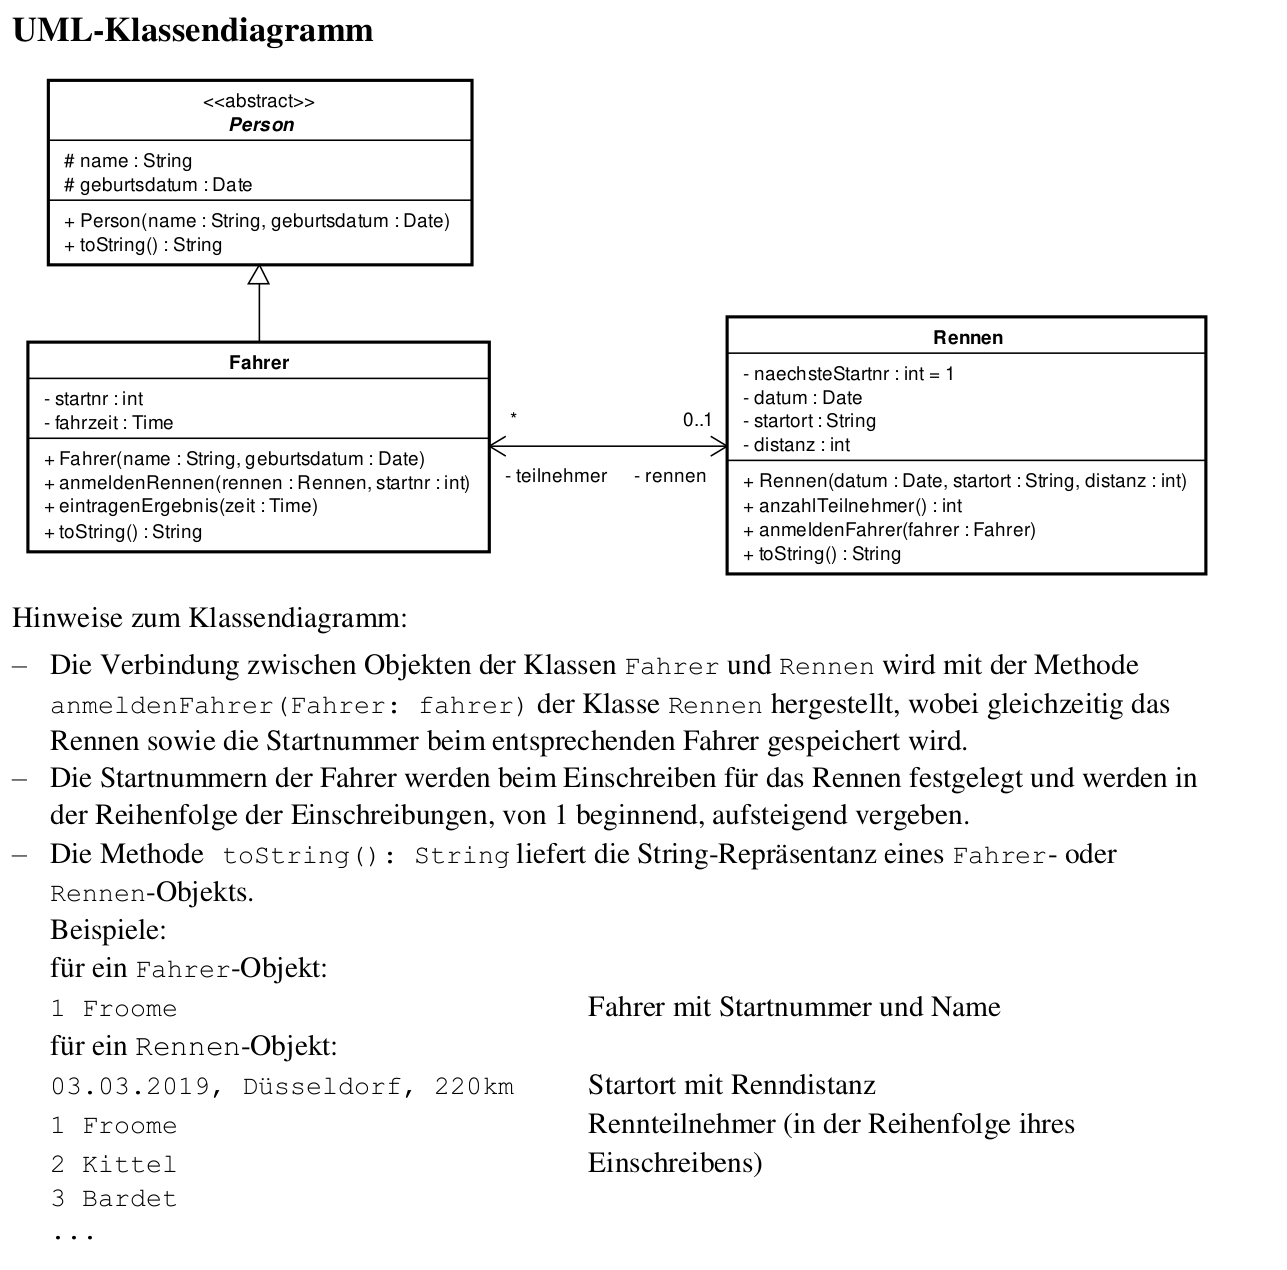 UML-Klassendiagramm
<<abstract>>
Person
# name : String
# geburtsdatum : Date
+ Person(name : String, geburtsdatum : Date)
+ toString() : String
Fahrer
- startnr : int
- fahrzeit : Time
+ Fahrer(name : String, geburtsdatum : Date)
+ anmeldenRennen(rennen : Rennen, startnr : int)
+ eintragenErgebnis(zeit : Time)
+ toString() : String
* 0..1
- teilnehmer - rennen
Rennen
- naechsteStartnr : int = 1
- datum : Date
- startort : String
- distanz : int
+ Rennen(datum : Date, startort : String, distanz : int)
+ anzahlTeilnehmer() : int
+ anmeldenFahrer(fahrer : Fahrer)
+ toString() : String
Hinweise zum Klassendiagramm:
– Die Verbindung zwischen Objekten der Klassen Fahrer und Rennen wird mit der Methode
anmeldenFahrer(Fahrer: fahrer) der Klasse Rennen hergestellt, wobei gleichzeitig das
Rennen sowie die Startnummer beim entsprechenden Fahrer gespeichert wird.
– Die Startnummern der Fahrer werden beim Einschreiben für das Rennen festgelegt und werden in
der Reihenfolge der Einschreibungen, von 1 beginnend, aufsteigend vergeben.
– Die Methode toString(): String liefert die String-Repräsentanz eines Fahrer- oder
Rennen-Objekts.
Beispiele:
für ein Fahrer-Objekt:
1 Froome Fahrer mit Startnummer und Name
für ein Rennen-Objekt:
03.03.2019, Düsseldorf, 220km Startort mit Renndistanz
1 Froome Rennteilnehmer (in der Reihenfolge ihres
2 Kittel Einschreibens)
3 Bardet
...